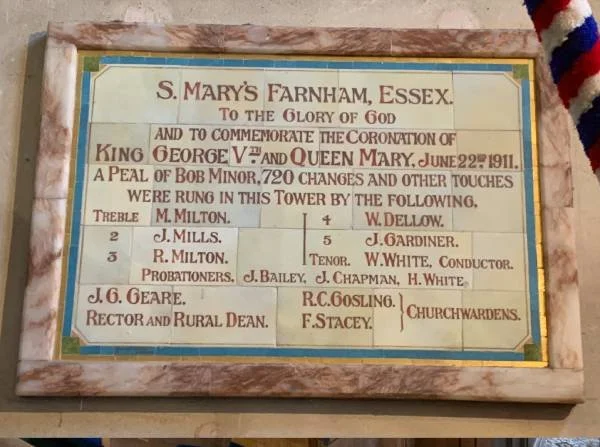 S. MARY'S FARNHAM, ESSEX.
TO THE GLORY OF GOD
AND TO COMMEMORATE THE CORONATION OF
KING GEORGE VTH AND QUEEN MARY, JUNE 22ND 1911.
A PEAL OF BOB MINOR, 720 CHANGES AND OTHER TOUCHES
WERE RUNG IN THIS TOWER BY THE FOLLOWING,
TREBLE M. MILTON. 4 W. DELLOW.
2 J. MILLS. 5 J. GARDINER.
3 R. MILTON. TENOR. W. WHITE, CONDUCTOR.
PROBATIONERS, J. BAILEY, J. CHAPMAN, H. WHITE
J. G. GEARE. R. C. GOSLING.
RECTOR AND RURAL DEAN. F. STACEY. } CHURCHWARDENS.